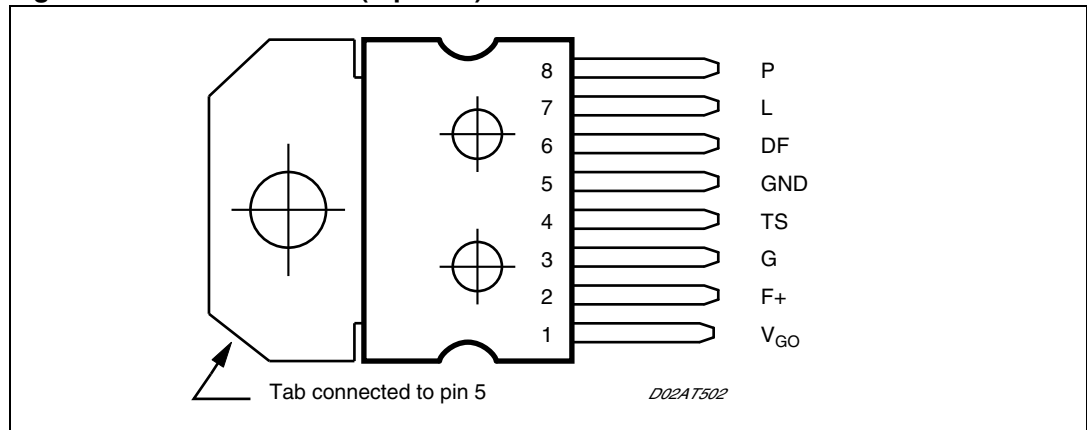 8 P
7 L
6 DF
5 GND
4 TS
3 G
2 F+
1 VGO
Tab connected to pin 5
D02AT502